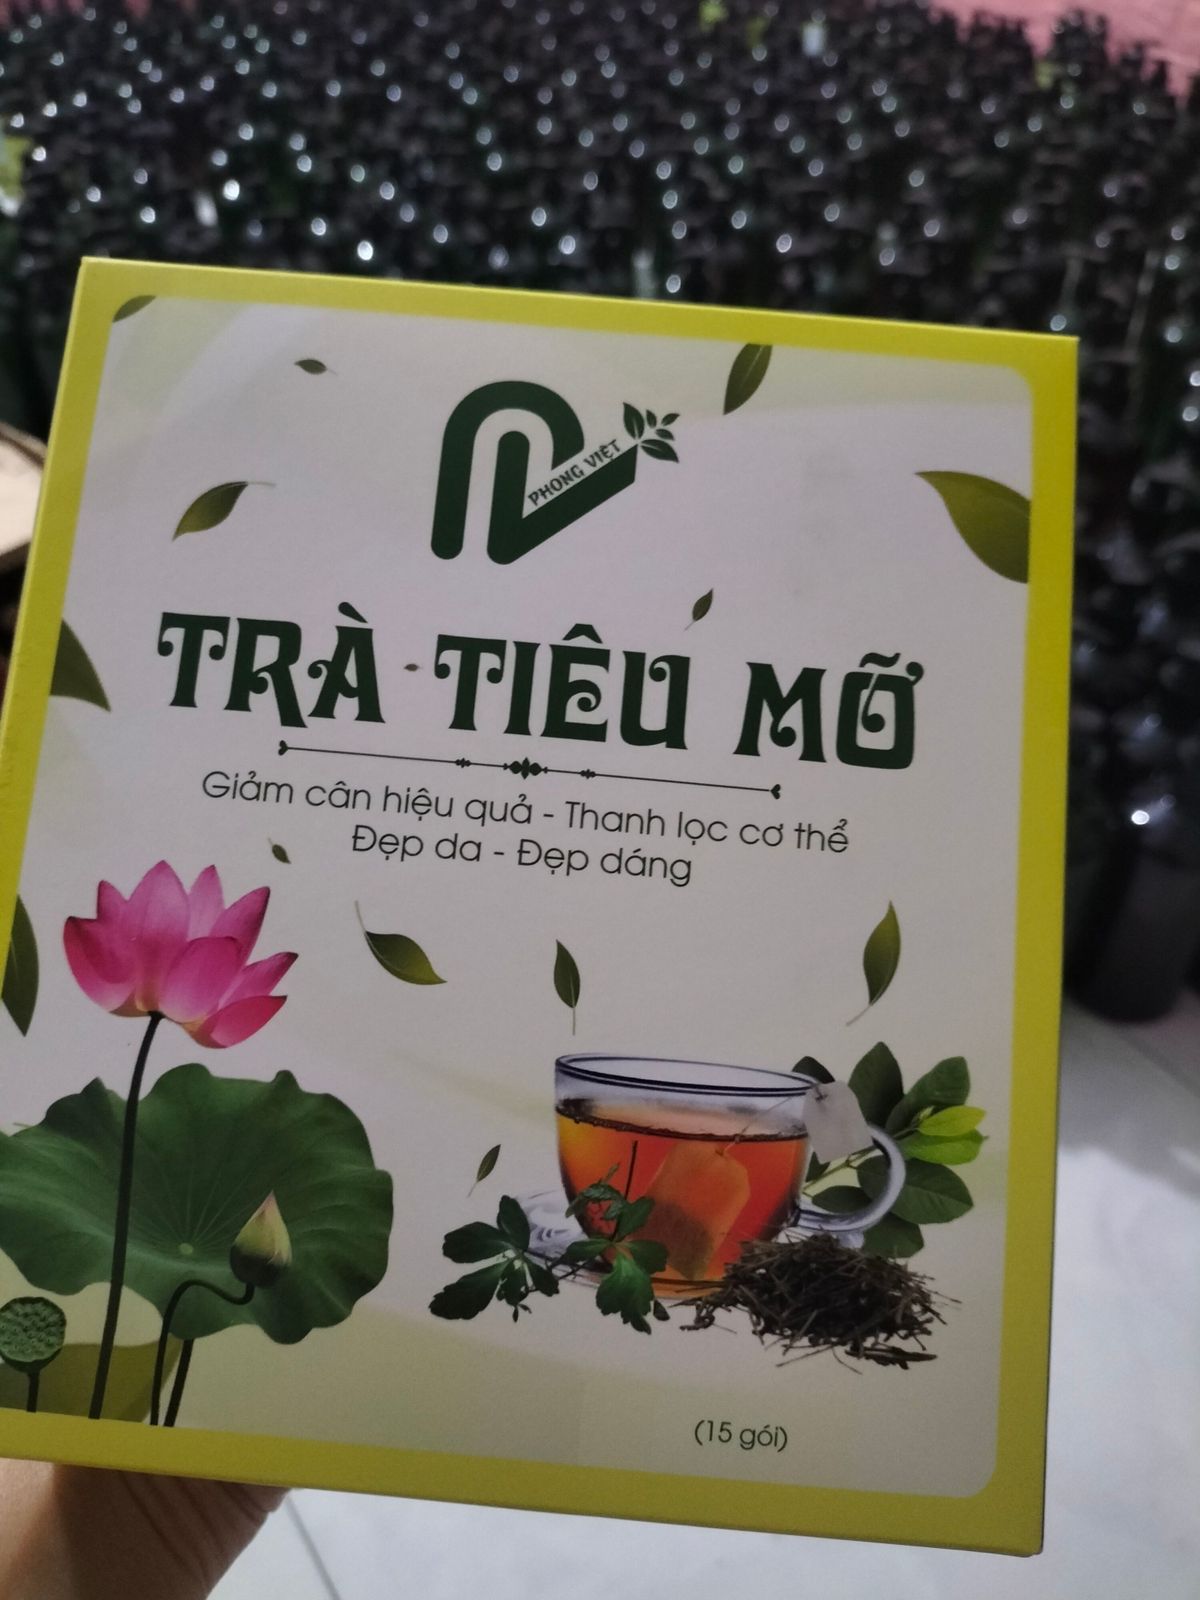 PHONG VIỆT
TRÀ TIÊU MỠ
Giảm cân hiệu quả - Thanh lọc cơ thể
Đẹp da - Đẹp dáng
(15 gói)